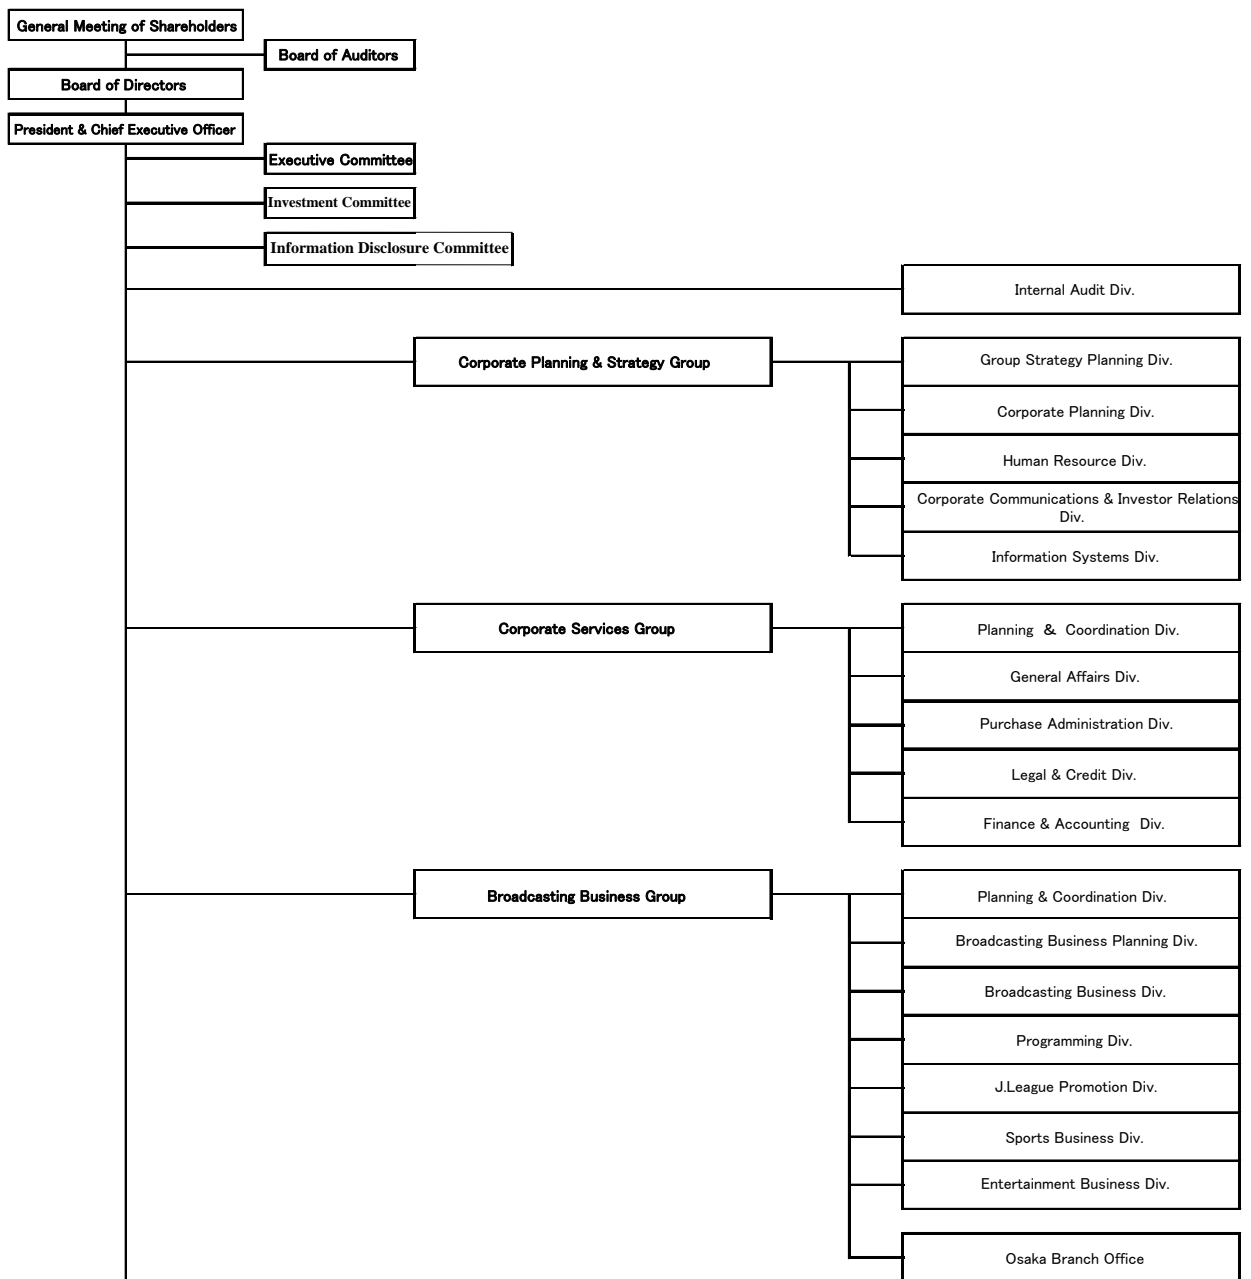 General Meeting of Shareholders
Board of Auditors
Board of Directors
President & Chief Executive Officer
Executive Committee
Investment Committee
Information Disclosure Committee
Internal Audit Div.
Corporate Planning & Strategy Group
Group Strategy Planning Div.
Corporate Planning Div.
Human Resource Div.
Corporate Communications & Investor Relations
Div.
Information Systems Div.
Corporate Services Group
Planning & Coordination Div.
General Affairs Div.
Purchase Administration Div.
Legal & Credit Div.
Finance & Accounting Div.
Broadcasting Business Group
Planning & Coordination Div.
Broadcasting Business Planning Div.
Broadcasting Business Div.
Programming Div.
J.League Promotion Div.
Sports Business Div.
Entertainment Business Div.
Osaka Branch Office